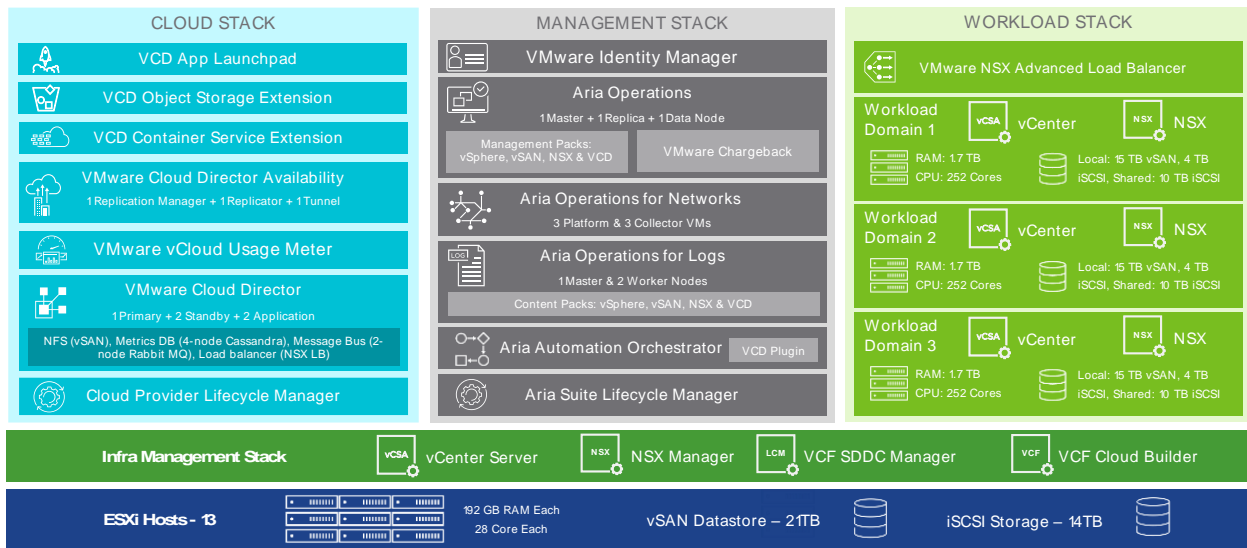 CLOUD STACK
VCD App Launchpad
VCD Object Storage Extension
VCD Container Service Extension
VMware Cloud Director Availability
1 Replication Manager + 1 Replicator + 1 Tunnel
VMware vCloud Usage Meter
VMware Cloud Director
1 Primary + 2 Standby + 2 Application
NFS (vSAN), Metrics DB (4-node Cassandra), Message Bus (2-
node Rabbit MQ), Load balancer (NSX LB)
Cloud Provider Lifecycle Manager
MANAGEMENT STACK
VMware Identity Manager
Aria Operations
1 Master + 1 Replica + 1 Data Node
Management Packs:
vSphere, vSAN, NSX & VCD
VMware Chargeback
Aria Operations for Networks
3 Platform & 3 Collector VMs
LOG
Aria Operations for Logs
1 Master & 2 Worker Nodes
Content Packs: vSphere, vSAN, NSX & VCD
Aria Automation Orchestrator
VCD Plugin
Aria Suite Lifecycle Manager
WORKLOAD STACK
VMware NSX Advanced Load Balancer
Workload
Domain 1
vCSA
vCenter
NSX
NSX
RAM: 1.7 TB
CPU: 252 Cores
Local: 15 TB vSAN, 4 TB
iSCSI, Shared: 10 TB iSCSI
Workload
Domain 2
vCSA
vCenter
NSX
NSX
RAM: 1.7 TB
CPU: 252 Cores
Local: 15 TB vSAN, 4 TB
iSCSI, Shared: 10 TB iSCSI
Workload
Domain 3
vCSA
vCenter
NSX
NSX
RAM: 1.7 TB
CPU: 252 Cores
Local: 15 TB vSAN, 4 TB
iSCSI, Shared: 10 TB iSCSI
Infra Management Stack
vCSA
vCenter Server
NSX
NSX Manager
LCM
VCF SDDC Manager
VCF
VCF Cloud Builder
ESXi Hosts - 13
192 GB RAM Each
28 Core Each
vSAN Datastore – 21TB
iSCSI Storage – 14TB